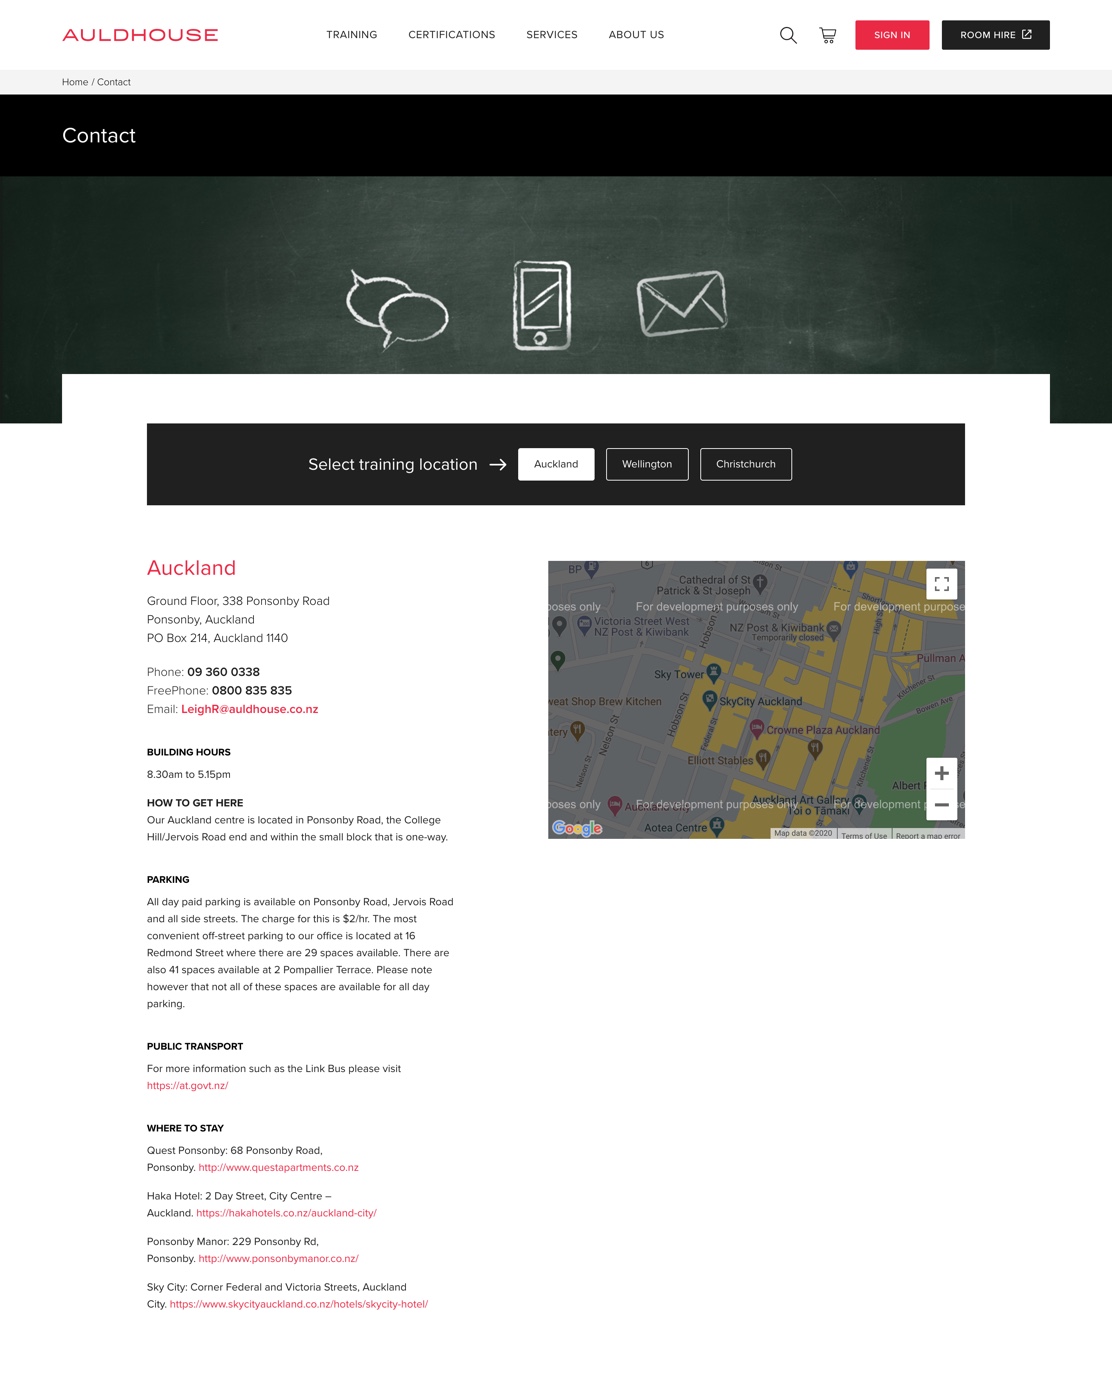 AULDHOUSE
TRAINING
CERTIFICATIONS
SERVICES
ABOUT US
SIGN IN
ROOM HIRE
Home / Contact
Contact
Select training location
Auckland
Wellington
Christchurch
Auckland
Ground Floor, 338 Ponsonby Road
Ponsonby, Auckland
PO Box 214, Auckland 1140
Phone: 09 360 0338
FreePhone: 0800 835 835
Email: LeighR@auldhouse.co.nz
BUILDING HOURS
8.30am to 5.15pm
HOW TO GET HERE
Our Auckland centre is located in Ponsonby Road, the College
Hill/Jervois Road end and within the small block that is one-way.
PARKING
All day paid parking is available on Ponsonby Road, Jervois Road
and all side streets. The charge for this is $2/hr. The most
convenient off-street parking to our office is located at 16
Redmond Street where there are 29 spaces available. There are
also 41 spaces available at 2 Pompallier Terrace. Please note
however that not all of these spaces are available for all day
parking.
PUBLIC TRANSPORT
For more information such as the Link Bus please visit
https://at.govt.nz/
WHERE TO STAY
Quest Ponsonby: 68 Ponsonby Road,
Ponsonby. http://www.questapartments.co.nz
Haka Hotel: 2 Day Street, City Centre –
Auckland. https://hakahotels.co.nz/auckland-city/
Ponsonby Manor: 229 Ponsonby Rd,
Ponsonby. http://www.ponsonbymanor.co.nz/
Sky City: Corner Federal and Victoria Streets, Auckland
City. https://www.skycityauckland.co.nz/hotels/skycity-hotel/
BP
6
Cathedral of St
Patrick & St Joseph
poses only
For development purposes only
For development purpose
Victoria Street West
NZ Post & Kiwibank
Hobson St
NZ Post & Kiwibank
Temporarily closed
High St
Pullman A
Sky Tower
Kitchener St
weat Shop Brew Kitchen
SkyCity Auckland
Bowen Ave
Hobson St
Nelson St
Federal St
Crowne Plaza Auckland
tery
Elliott Stables
Kitchener St
Nelson St
Albert
Auckland Art Gallery
Toi o Tāmaki
poses only
For development purposes only
For development purpose
Aotea Centre
Google
Map data ©2020
Terms of Use
Report a map error